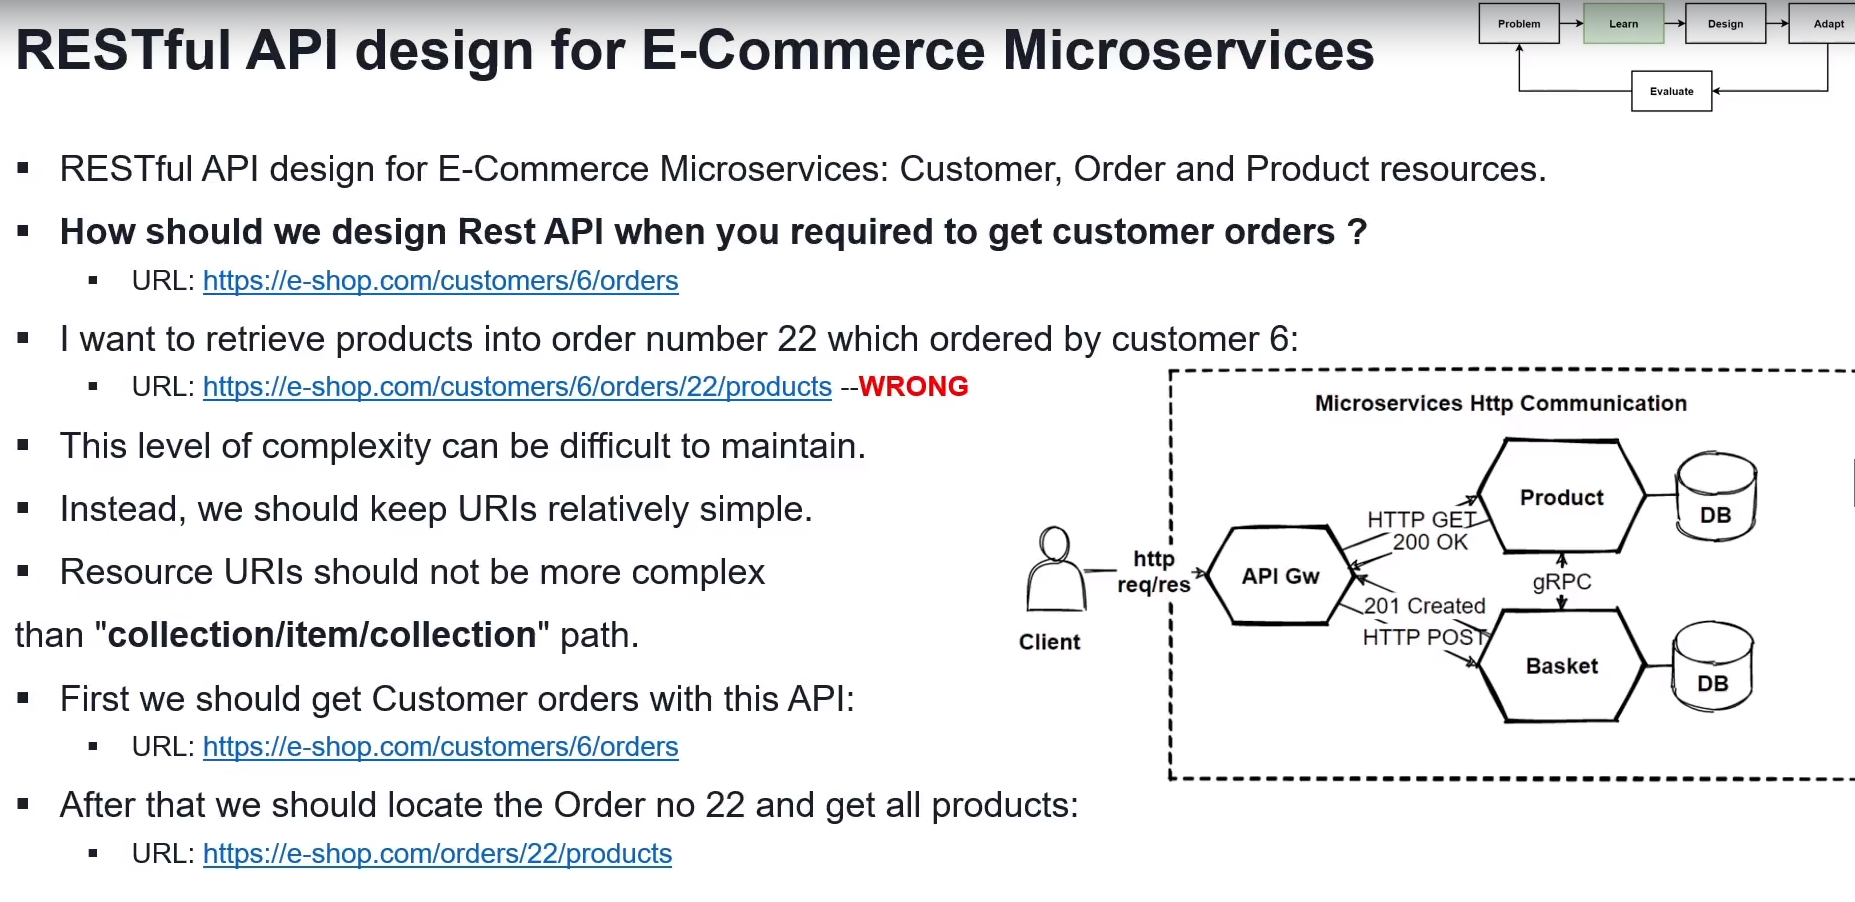 RESTful API design for E-Commerce Microservices
Problem
Learn
Design
Adapt
Evaluate
▪ RESTful API design for E-Commerce Microservices: Customer, Order and Product resources.
▪ How should we design Rest API when you required to get customer orders ?
▪ URL: https://e-shop.com/customers/6/orders
▪ I want to retrieve products into order number 22 which ordered by customer 6:
▪ URL: https://e-shop.com/customers/6/orders/22/products --WRONG
▪ This level of complexity can be difficult to maintain.
▪ Instead, we should keep URIs relatively simple.
▪ Resource URIs should not be more complex
than "collection/item/collection" path.
▪ First we should get Customer orders with this API:
▪ URL: https://e-shop.com/customers/6/orders
▪ After that we should locate the Order no 22 and get all products:
▪ URL: https://e-shop.com/orders/22/products
Microservices Http Communication
Client
http
req/res
API Gw
HTTP GET
200 OK
201 Created
HTTP POST
Product
DB
gRPC
Basket
DB